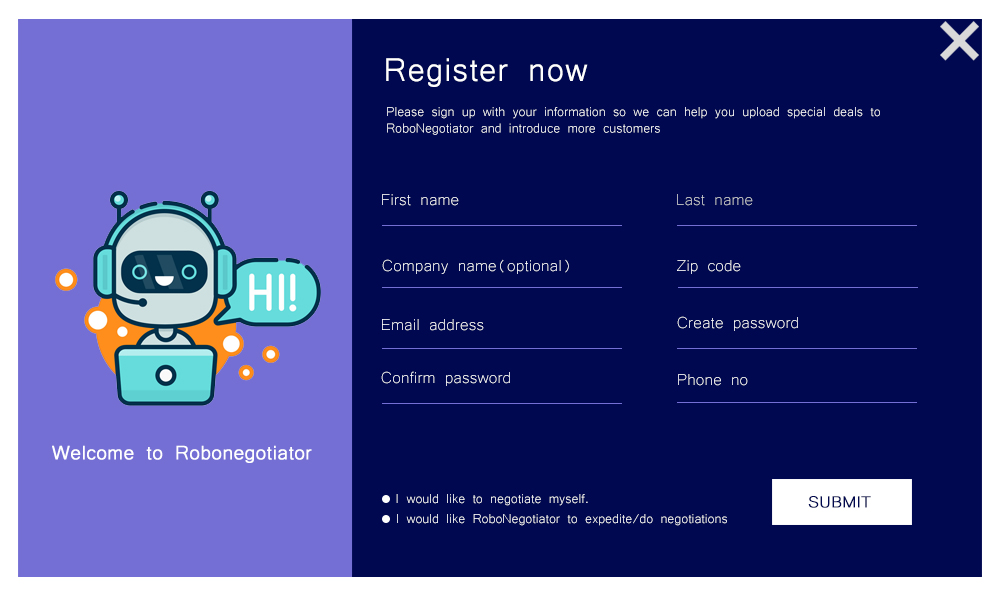 Register now
Please sign up with your information so we can help you upload special deals to
RoboNegotiator and introduce more customers
First name
Last name
Company name(optional)
Zip code
Email address
Create password
Confirm password
Phone no
HI!
Welcome to Robonegotiator
I would like to negotiate myself.
I would like RoboNegotiator to expedite/do negotiations
SUBMIT